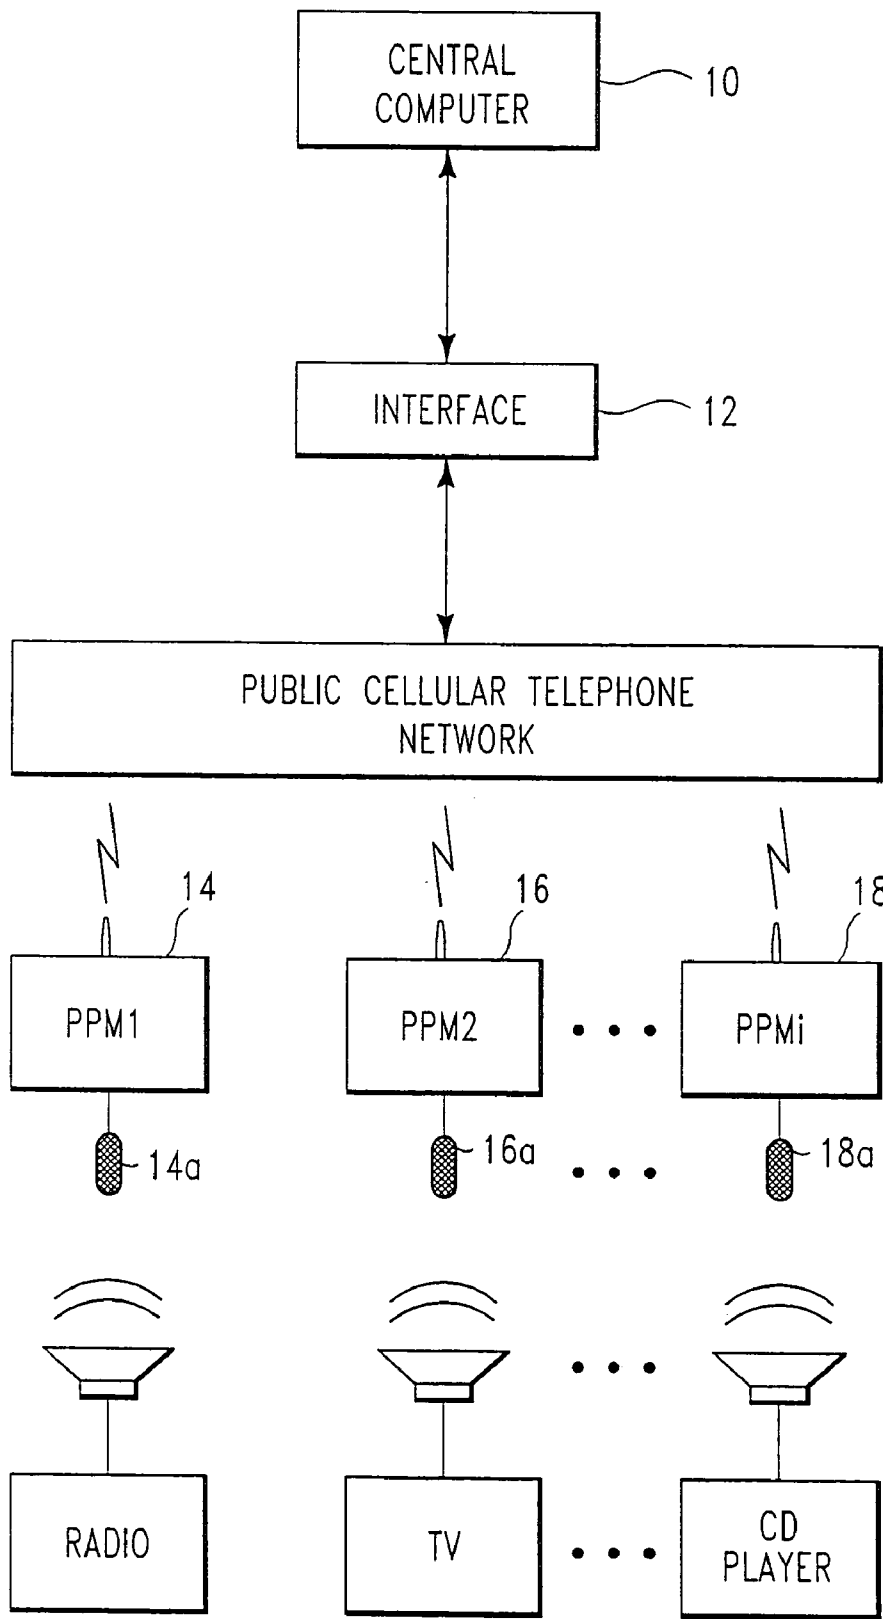 CENTRAL
COMPUTER
10
INTERFACE
12
PUBLIC CELLULAR TELEPHONE
NETWORK
14
16
18
PPM1
PPM2
PPMi
14a
16a
18a
RADIO
TV
CD
PLAYER